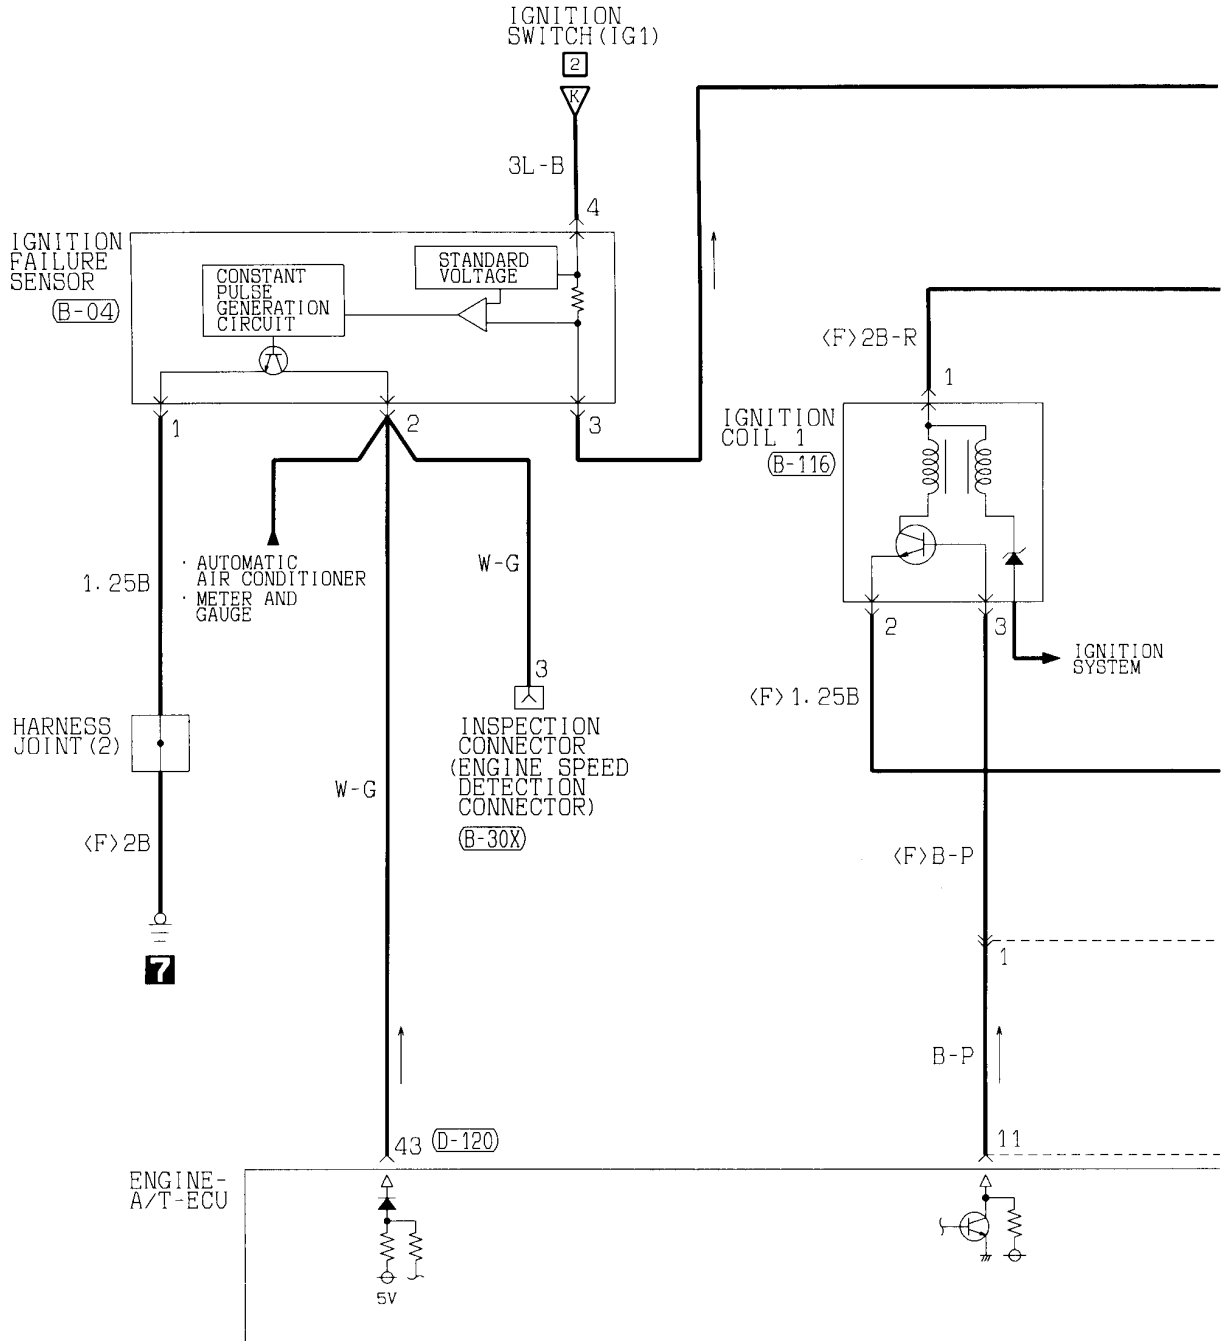 IGNITION
SWITCH(IG1)
2
K
3L-B
4
IGNITION
FAILURE
SENSOR
B-04
STANDARD
VOLTAGE
CONSTANT
PULSE
GENERATION
CIRCUIT
1
2
3
<F>2B-R
1
IGNITION
COIL 1
B-116
· AUTOMATIC
AIR CONDITIONER
· METER AND
GAUGE
1.25B
W-G
2
3
IGNITION
SYSTEM
3
<F>1.25B
HARNESS
JOINT(2)
INSPECTION
CONNECTOR
(ENGINE SPEED
DETECTION
CONNECTOR)
B-30X
W-G
<F>2B
<F>B-P
7
1
B-P
43
D-120
11
ENGINE-
A/T-ECU
5V